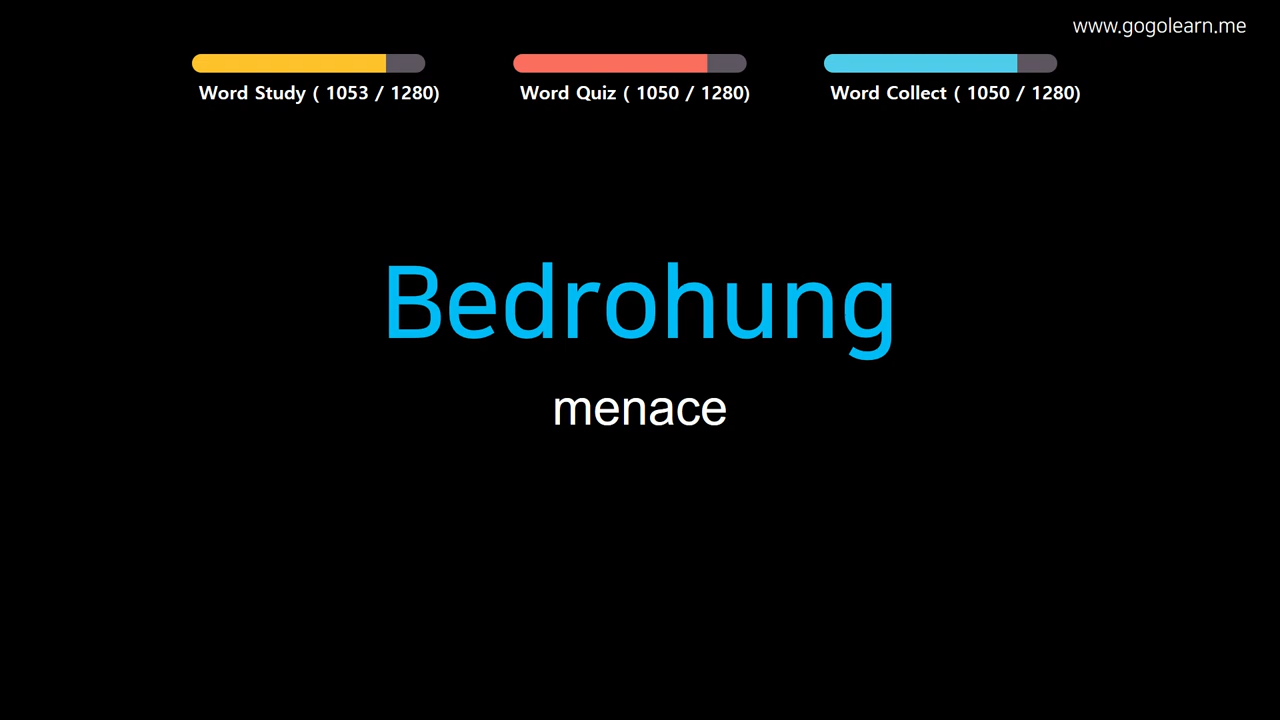 www.gogolearn.me
Word Study ( 1053 / 1280)
Word Quiz ( 1050 / 1280)
Word Collect ( 1050 / 1280)
Bedrohung
menace